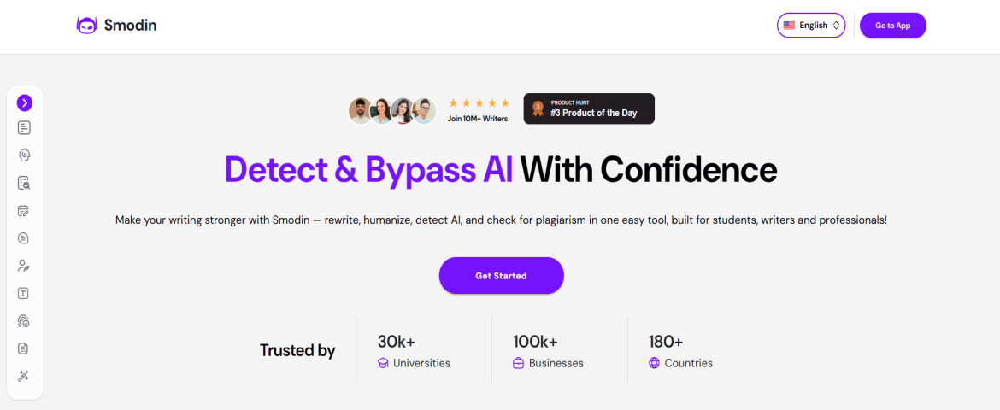 Smodin
English
Go to App
Join 10M+ Writers
PRODUCT HUNT
#3 Product of the Day
Detect & Bypass AI With Confidence
Make your writing stronger with Smodin — rewrite, humanize, detect AI, and check for plagiarism in one easy tool, built for students, writers and professionals!
Get Started
Trusted by
30k+
Universities
100k+
Businesses
180+
Countries